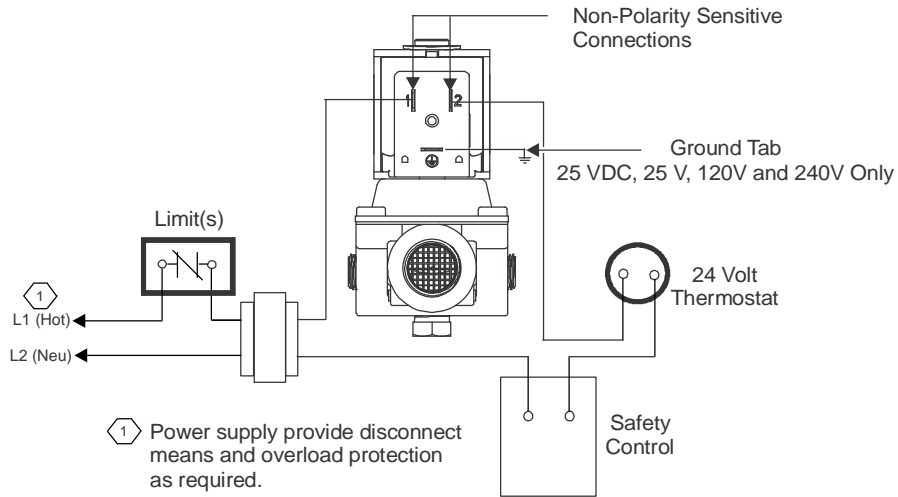 Non-Polarity Sensitive
Connections
1
2
Ground Tab
25 VDC, 25 V, 120V and 240V Only
Limit(s)
1
L1 (Hot)
L2 (Neu)
24 Volt
Thermostat
1 Power supply provide disconnect
means and overload protection
as required.
Safety
Control